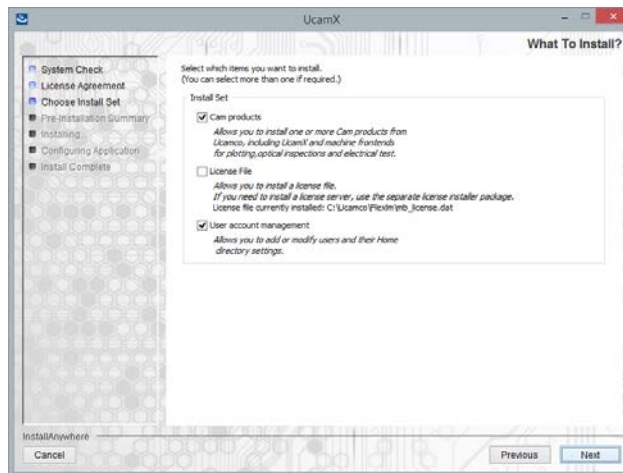 UcamX
What To Install?
System Check
License Agreement
Choose Install Set
Pre-Installation Summary
Installing
Configuring Application
Install Complete
Select which items you want to install.
(You can select more than one if required.)
Install Set
Cam products
Allows you to install one or more Cam products from
Ucamco, including UcamX and machine frontends
for plotting,optical inspections and electrical test.
License File
Allows you to install a license file.
If you need to install a license server, use the separate license installer package.
License file currently installed: C:\Ucamco\Flexlm\mb_license.dat
User account management
Allows you to add or modify users and their Home
directory settings.
InstallAnywhere
Cancel
Previous
Next